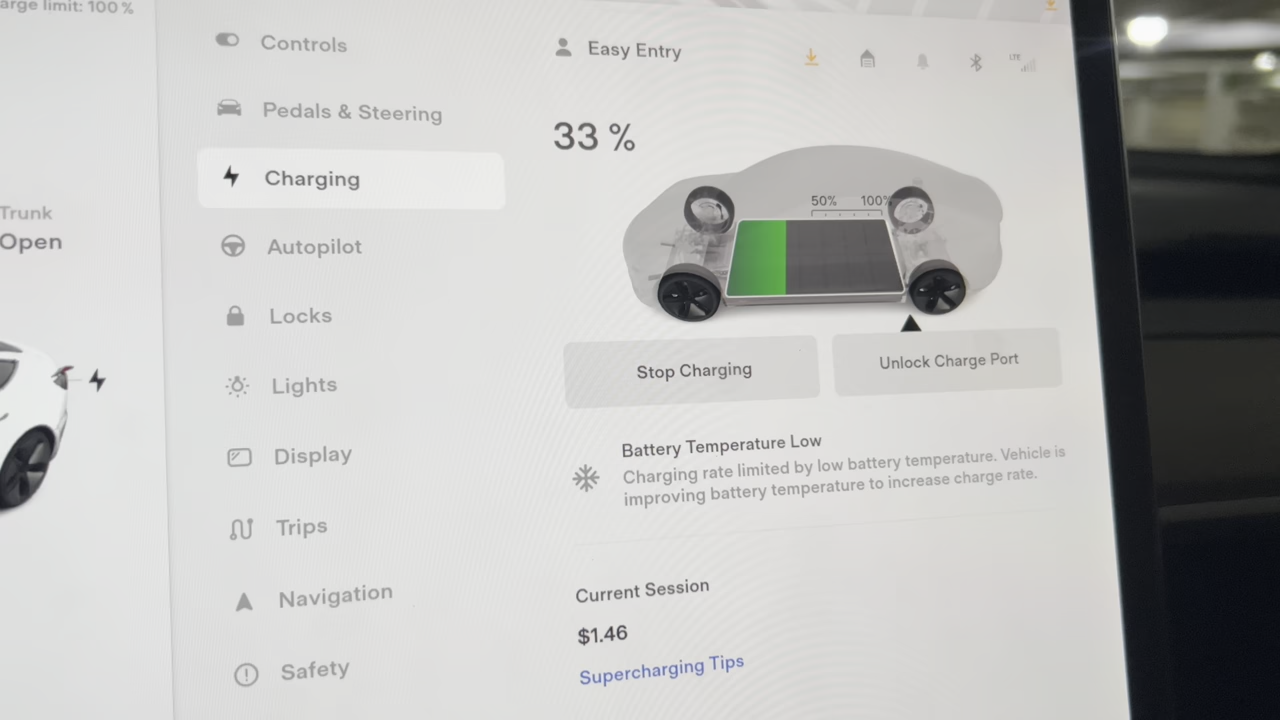 arge limit: 100 %
Trunk
Open
Controls
Pedals & Steering
Charging
Autopilot
Locks
Lights
Display
Trips
Navigation
Safety
Easy Entry
LTE
33 %
50% 100%
Stop Charging
Unlock Charge Port
Battery Temperature Low
Charging rate limited by low battery temperature. Vehicle is
improving battery temperature to increase charge rate.
Current Session
$1.46
Supercharging Tips